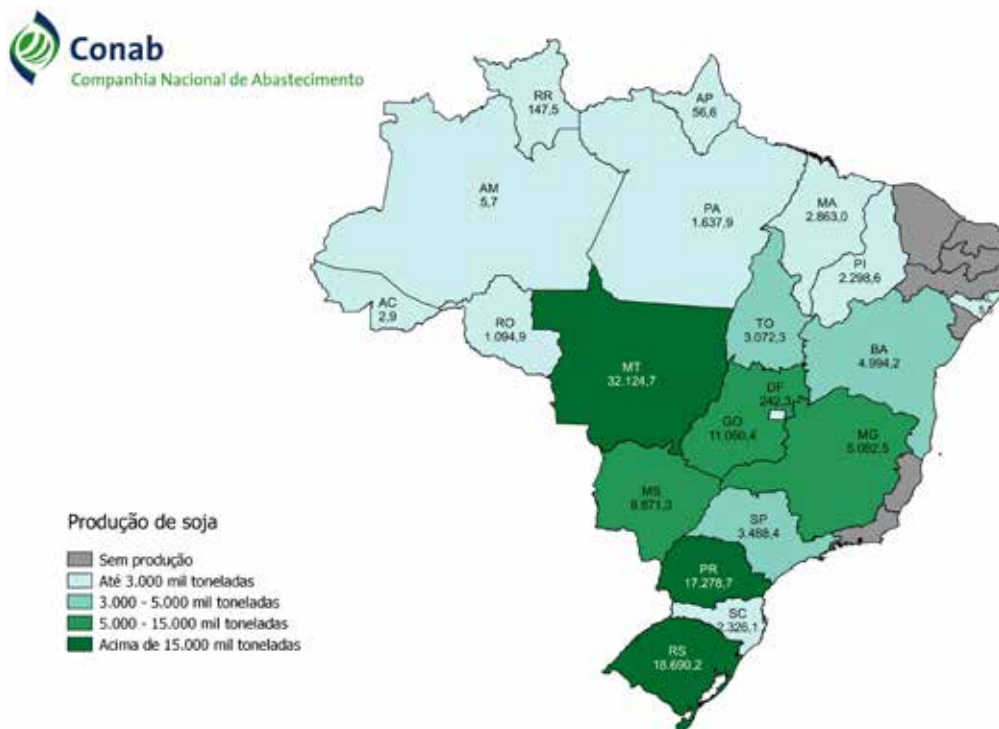 Conab
Companhia Nacional de Abastecimento
RR
147,5
AP
56,6
AM
5,7
PA
1.637,9
MA
2.863,0
PI
2.298,6
AC
2,9
RO
1.094,9
TO
3.072,3
BA
4.994,2
MT
32.124,7
DF
242,3
GO
11.060,4
MG
5.082,5
MS
SP
3.488,4
PR
17.278,7
SC
2.326,1
RS
18.690,2
Produção de soja
Sem produção
Até 3.000 mil toneladas
3.000 - 5.000 mil toneladas
5.000 - 15.000 mil toneladas
Acima de 15.000 mil toneladas